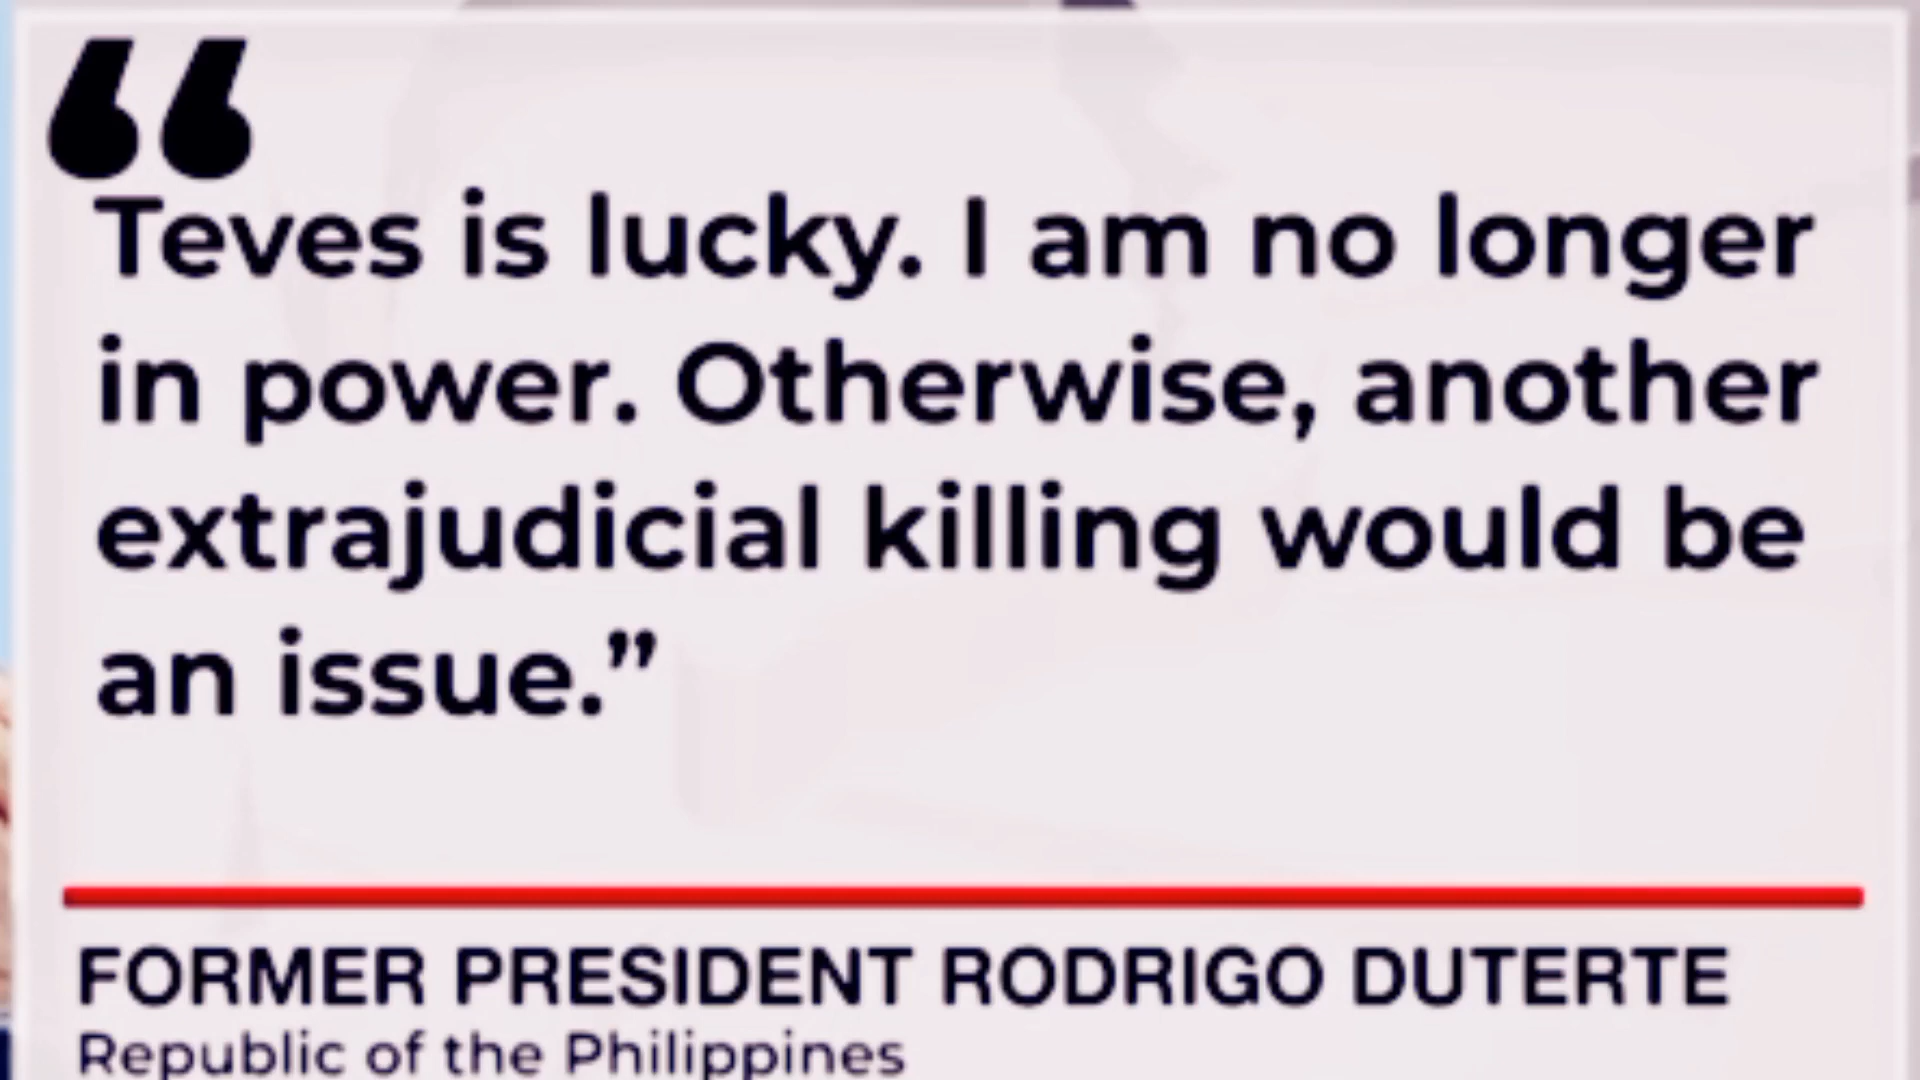 “
Teves is lucky. I am no longer
in power. Otherwise, another
extrajudicial killing would be
an issue.”
FORMER PRESIDENT RODRIGO DUTERTE
Republic of the Philippines